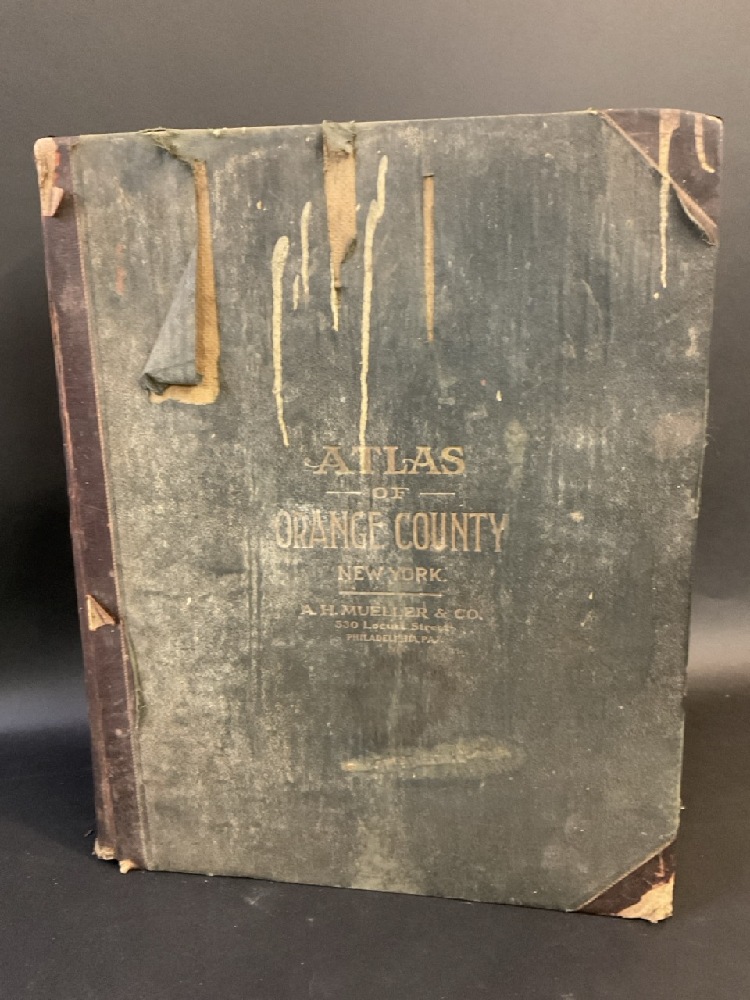 ATLAS
OF
ORANGE COUNTY
NEW YORK.
A. H. MUELLER & CO.
530 Locust Street
PHILADELPHIA, PA.